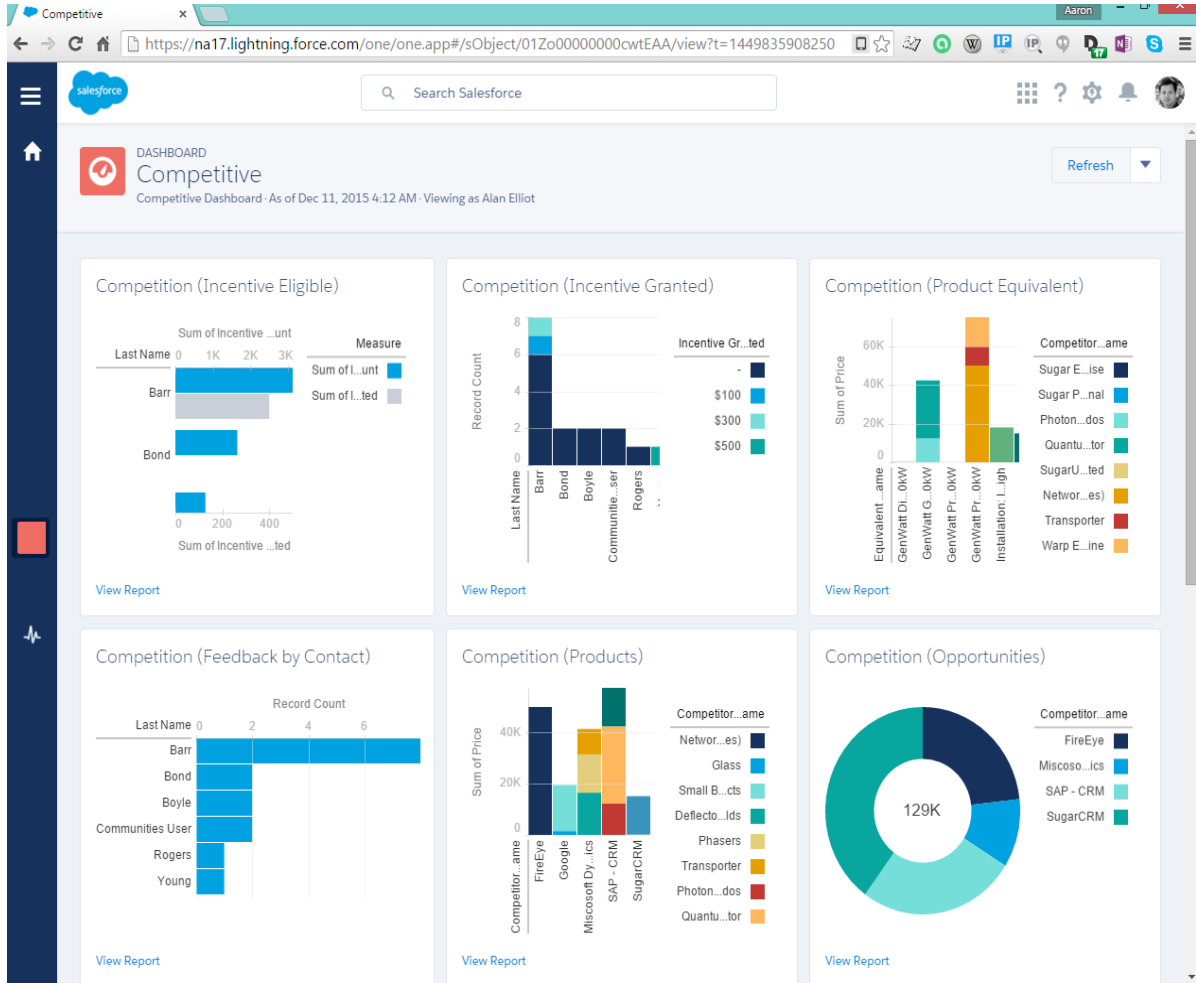 Competitive
Aaron
https://na17.lightning.force.com/one/one.app#/sObject/01Zo00000000cwtEAA/view?t=1449835908250
W IP IP 17 N S
salesforce
Search Salesforce
?
DASHBOARD
Competitive
Competitive Dashboard · As of Dec 11, 2015 4:12 AM · Viewing as Alan Elliot
Refresh
Competition (Incentive Eligible)
Sum of Incentive ...unt
Last Name 0 1K 2K 3K
Barr
Bond
0 200 400
Sum of Incentive ...ted
Measure
Sum of I...unt
Sum of I...ted
View Report
Competition (Incentive Granted)
Record Count
8
6
4
2
0
Last Name
Barr
Bond
Boyle
Communitie...ser
Rogers
Incentive Gr...ted
-
$100
$300
$500
View Report
Competition (Product Equivalent)
Sum of Price
60K
40K
20K
0
Equivalent ...ame
GenWatt Di...0kW
GenWatt G...0kW
GenWatt Pr...0kW
GenWatt Pr...0kW
Installation: I...igh
Competitor...ame
Sugar E...ise
Sugar P...nal
Photon...dos
Quantu...tor
SugarU...ted
Networ...es)
Transporter
Warp E...ine
View Report
Competition (Feedback by Contact)
Record Count
Last Name 0 2 4 6
Barr
Bond
Boyle
Communities User
Rogers
Young
View Report
Competition (Products)
Sum of Price
40K
20K
0
Competitor...ame
FireEye
Google
Miscosoft Dy...ics
SAP - CRM
SugarCRM
Competitor...ame
Networ...es)
Glass
Small B...cts
Deflecto...lds
Phasers
Transporter
Photon...dos
Quantu...tor
View Report
Competition (Opportunities)
129K
Competitor...ame
FireEye
Miscoso...ics
SAP - CRM
SugarCRM
View Report